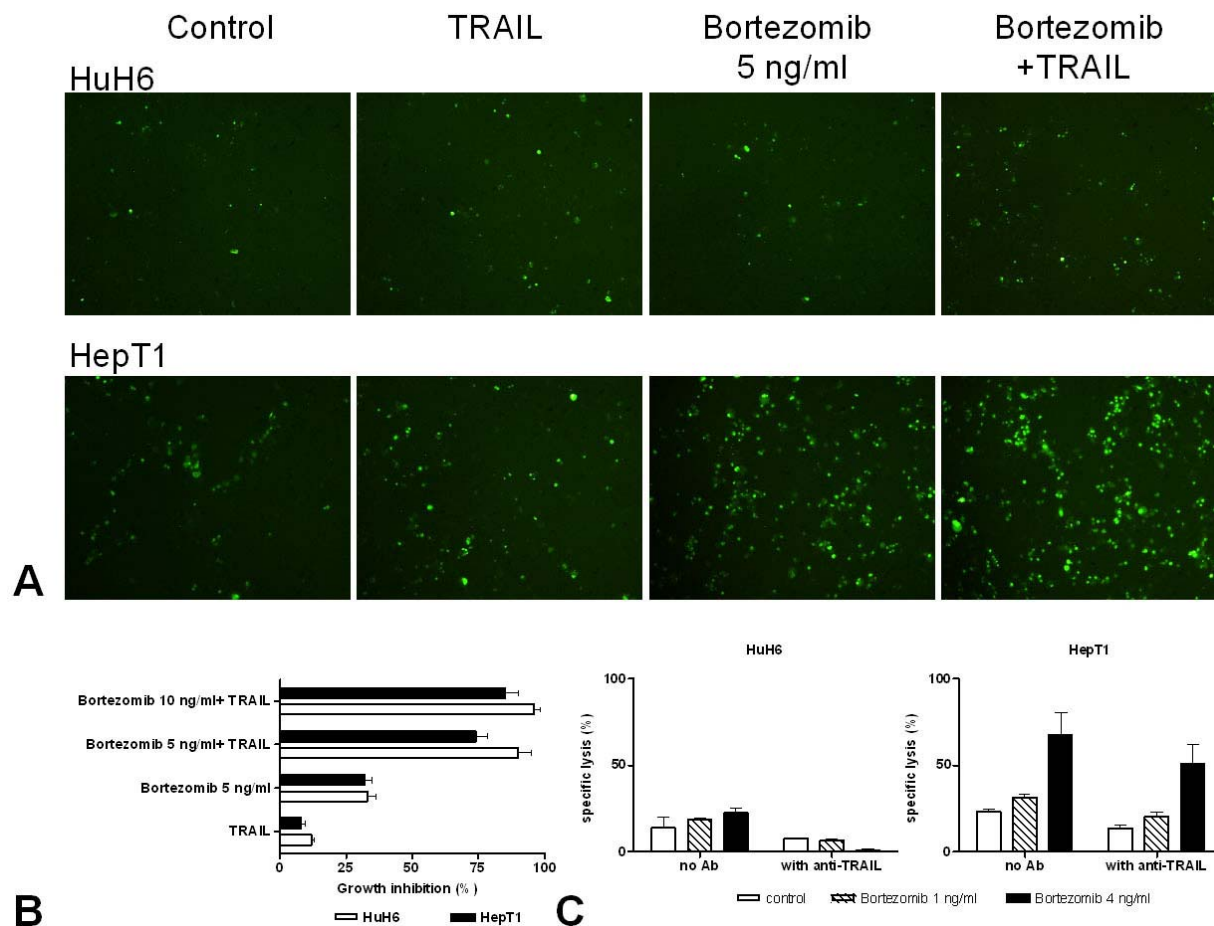 Control TRAIL Bortezomib 5 ng/ml Bortezomib +TRAIL
HuH6
HepT1
A
Bortezomib 10 ng/ml+ TRAIL
Bortezomib 5 ng/ml+ TRAIL
Bortezomib 5 ng/ml
TRAIL
0 25 50 75 100
Growth inhibition (%)
HuH6 HepT1
B
HuH6
specific lysis (%)
100
50
0
no Ab with anti-TRAIL
HepT1
specific lysis (%)
100
50
0
no Ab with anti-TRAIL
control Bortezomib 1 ng/ml Bortezomib 4 ng/ml
C